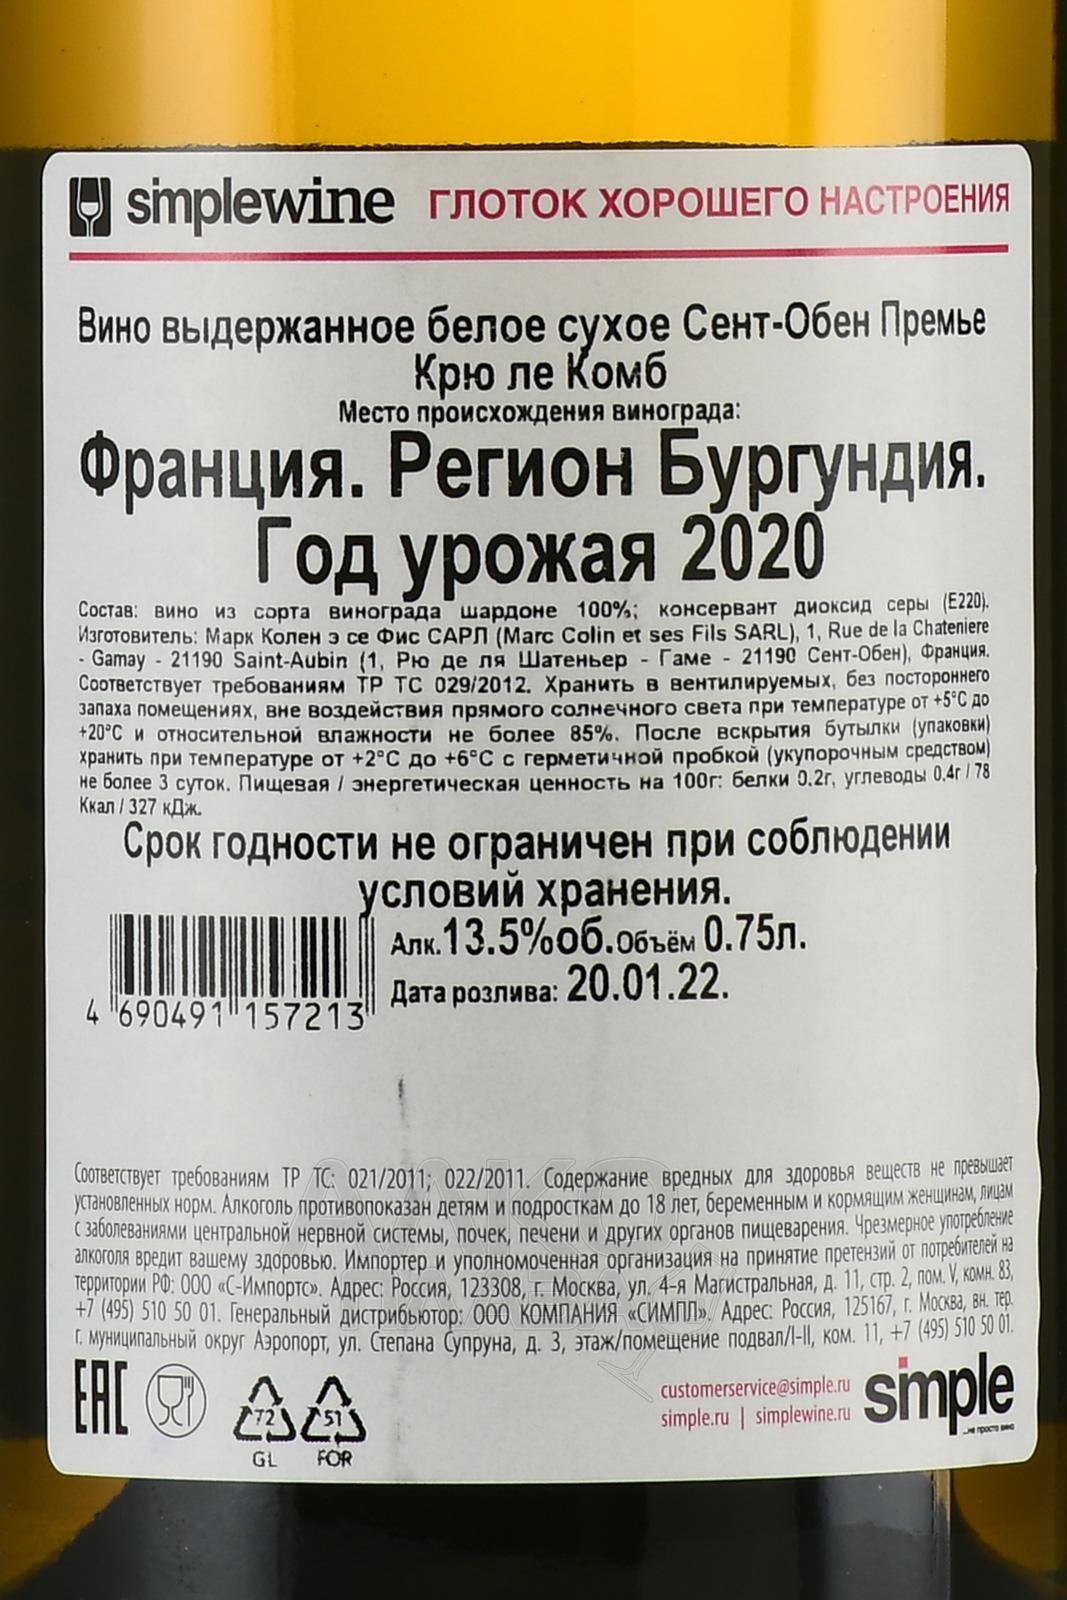 simplewine ГЛОТОК ХОРОШЕГО НАСТРОЕНИЯ
Вино выдержанное белое сухое Сент-Обен Премье
Крю ле Комб
Место происхождения винограда:
Франция. Регион Бургундия.
Год урожая 2020
Состав: вино из сорта винограда шардоне 100%; консервант диоксид серы (E220).
Изготовитель: Марк Колен э се Фис САРЛ (Marc Colin et ses Fils SARL), 1, Rue de la Chateniere
- Gamay - 21190 Saint-Aubin (1, Рю де ля Шатеньер - Гаме - 21190 Сент-Обен), Франция.
Соответствует требованиям ТР ТС 029/2012. Хранить в вентилируемых, без постороннего
запаха помещениях, вне воздействия прямого солнечного света при температуре от +5°C до
+20°C и относительной влажности не более 85%. После вскрытия бутылки (упаковки)
хранить при температуре от +2°C до +6°C с герметичной пробкой (укупорочным средством)
не более 3 суток. Пищевая / энергетическая ценность на 100г: белки 0.2г, углеводы 0,4г / 78
Ккал / 327 кДж.
Срок годности не ограничен при соблюдении
условий хранения.
Алк.13.5%об.Объём 0.75л.
Дата розлива: 20.01.22.
4 690491 157213
Соответствует требованиям ТР ТС: 021/2011; 022/2011. Содержание вредных для здоровья веществ не превышает
установленных норм. Алкоголь противопоказан детям и подросткам до 18 лет, беременным и кормящим женщинам, лицам
с заболеваниями центральной нервной системы, почек, печени и других органов пищеварения. Чрезмерное употребление
алкоголя вредит вашему здоровью. Импортер и уполномоченная организация на принятие претензий от потребителей на
территории РФ: ООО «С-Импортс». Адрес: Россия, 123308, г. Москва, ул. 4-я Магистральная, д. 11, стр. 2, пом. V, комн. 83,
+7 (495) 510 50 01. Генеральный дистрибьютор: ООО КОМПАНИЯ «СИМПЛ». Адрес: Россия, 125167, г. Москва, вн. тер.
г. муниципальный округ Аэропорт, ул. Степана Супруна, д. 3, этаж/помещение подвал/I-II, ком. 11, +7 (495) 510 50 01.
EAC
72
GL
51
FOR
customerservice@simple.ru
simple.ru | simplewine.ru
simple
...не просто вино